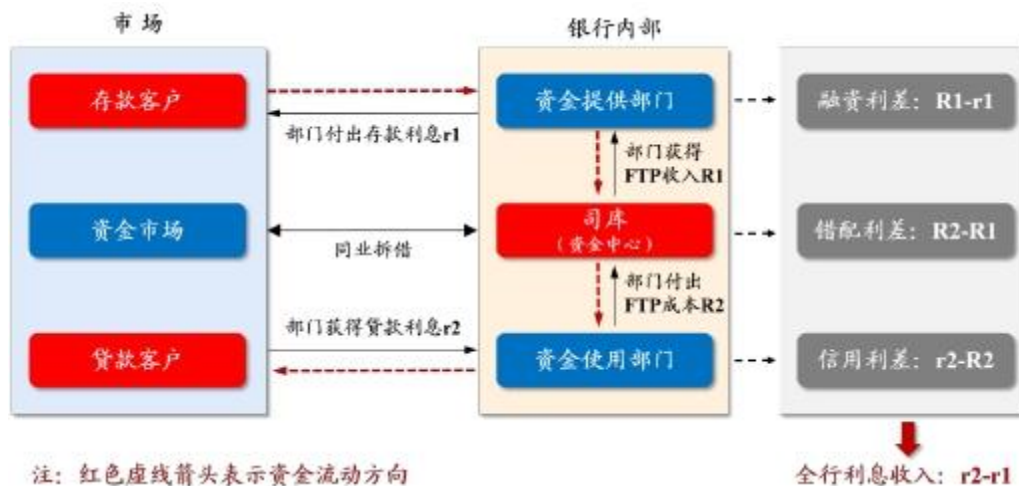 市场
银行内部
存款客户
资金提供部门
融资利差：R1-r1
部门付出存款利息r1
部门获得
FTP收入R1
资金市场
司库
（资金中心）
错配利差：R2-R1
同业拆借
部门付出
FTP成本R2
部门获得贷款利息r2
贷款客户
资金使用部门
信用利差：r2-R2
注：红色虚线箭头表示资金流动方向
全行利息收入：r2-r1